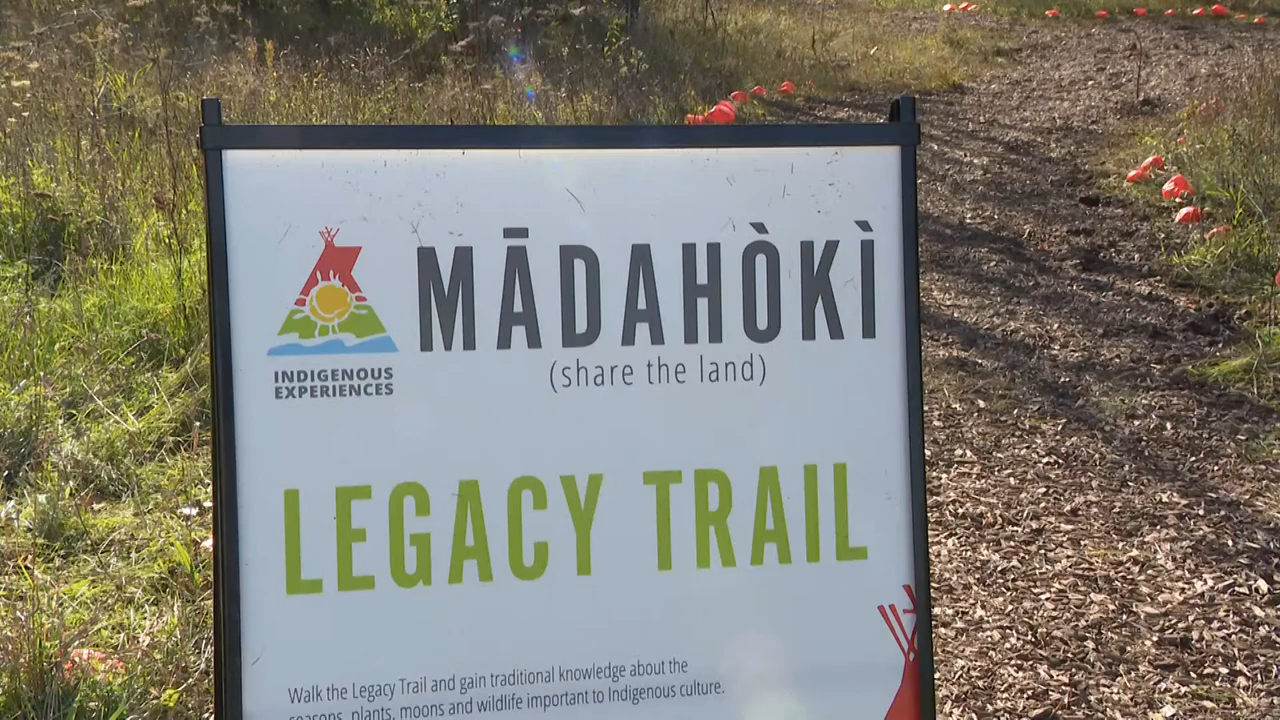 MĀDAHÒKÌ
(share the land)
INDIGENOUS
EXPERIENCES
LEGACY TRAIL
Walk the Legacy Trail and gain traditional knowledge about the
seasons, plants, moons and wildlife important to Indigenous culture.